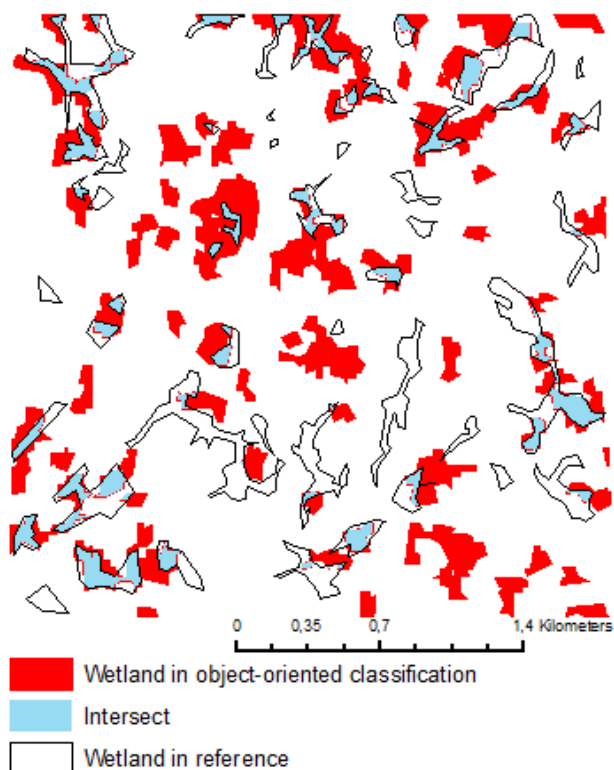 0 0,35 0,7 1,4 Kilometers
Wetland in object-oriented classification
Intersect
Wetland in reference